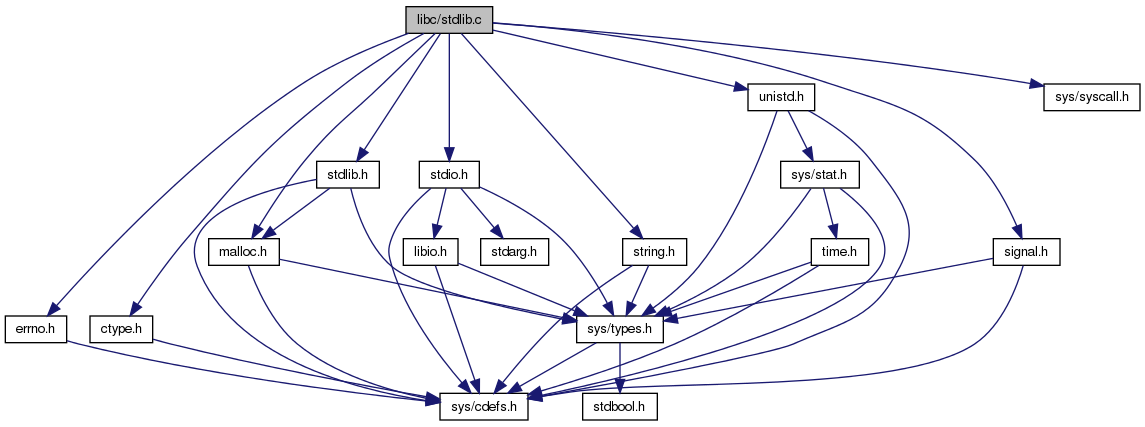 libc/stdlib.c
unistd.h
sys/syscall.h
stdlib.h
stdio.h
sys/stat.h
malloc.h
libio.h
stdarg.h
string.h
time.h
signal.h
errno.h
ctype.h
sys/types.h
sys/cdefs.h
stdbool.h